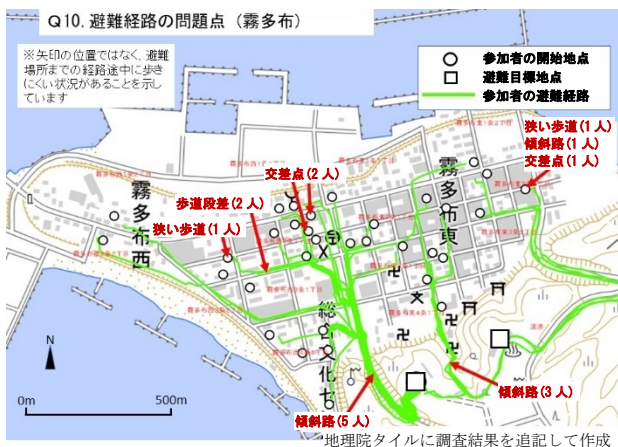 Q10.避難経路の問題点（霧多布）
※矢印の位置ではなく、避難
場所までの経路途中に歩き
にくい状況があることを示し
ています
参加者の開始地点
避難目標地点
参加者の避難経路
狭い歩道(1人)
傾斜路(1人)
交差点(1人)
交差点(2人)
歩道段差(2人)
狭い歩道(1人)
霧多布西
霧多布東
総合文化セ
傾斜路(3人)
傾斜路(5人)
N
0m
500m
地理院タイルに調査結果を追記して作成